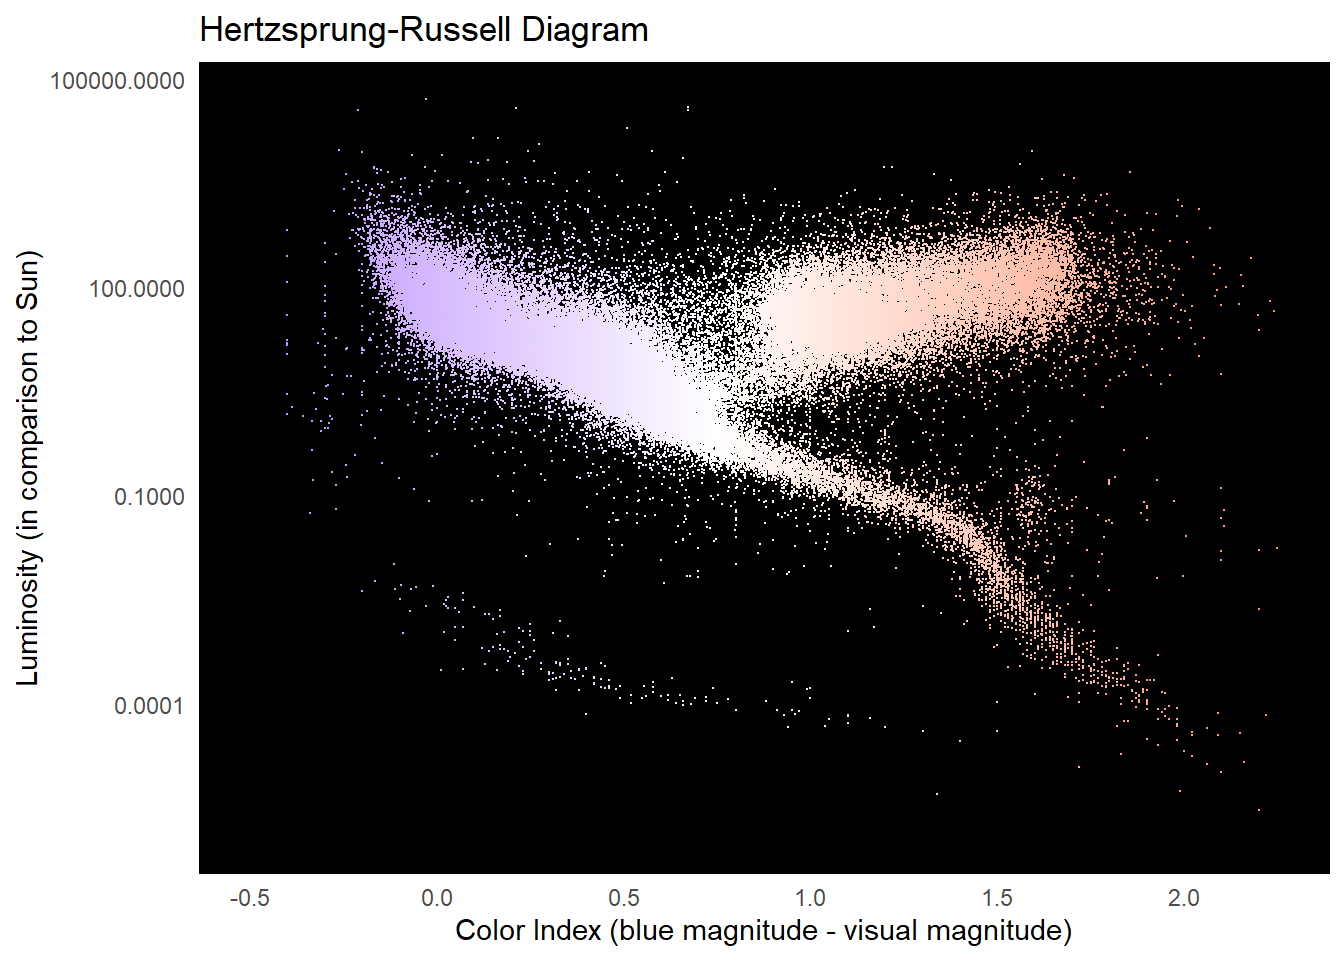 Hertzsprung-Russell Diagram
100000.0000
100.0000
0.1000
0.0001
Luminosity (in comparison to Sun)
-0.5 0.0 0.5 1.0 1.5 2.0
Color Index (blue magnitude - visual magnitude)